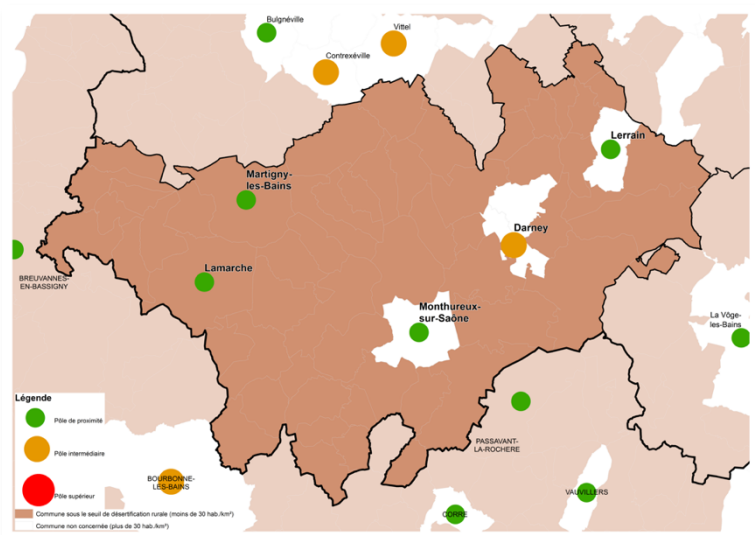 Bulgnéville
Vittel
Contrexéville
Lerrain
Martigny-
les-Bains
Darney
Lamarche
BREUVANNES-
EN-BASSIGNY
Monthureux-
sur-Saône
La Vôge-
les-Bains
Légende
Pôle de proximité
Pôle intermédiaire
Pôle supérieur
Commune sous le seuil de désertification rurale (moins de 30 hab./km²)
Commune non concernée (plus de 30 hab./km²)
PASSAVANT-
LA-ROCHERE
BOURBONNE-
LES-BAINS
VAUVILLERS
CORRE